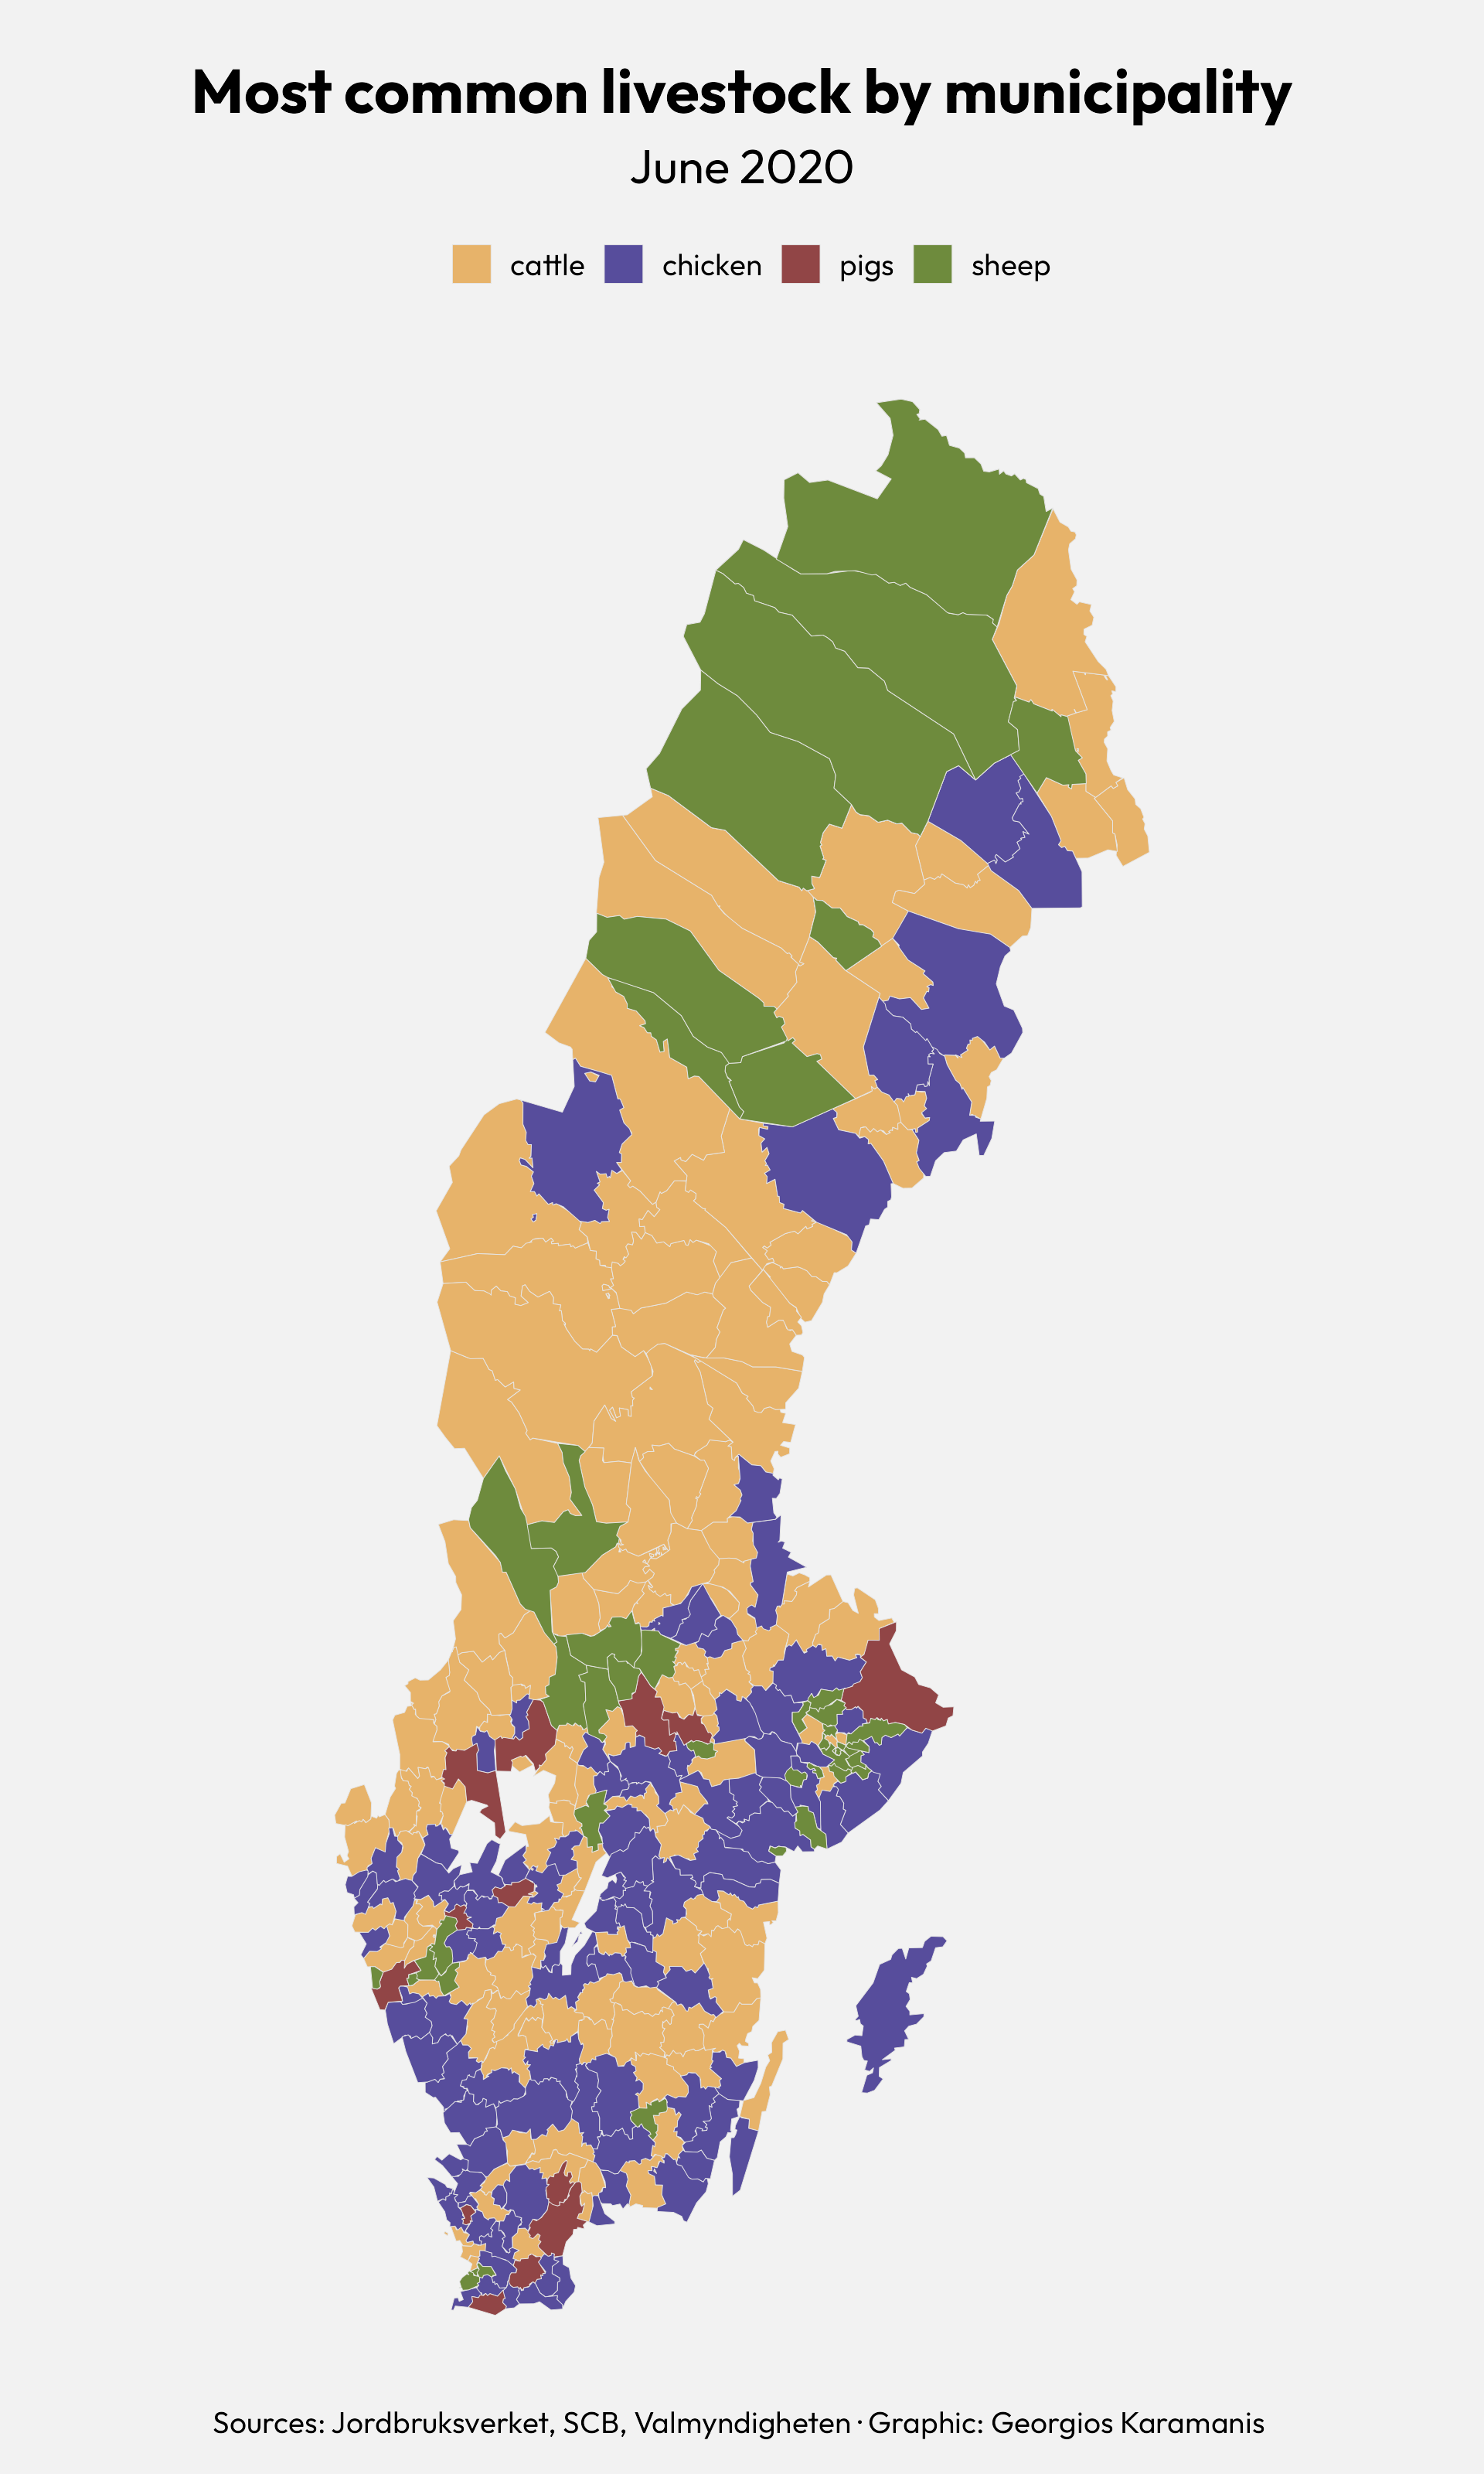 Most common livestock by municipality
June 2020
cattle chicken pigs sheep
Sources: Jordbruksverket, SCB, Valmyndigheten · Graphic: Georgios Karamanis